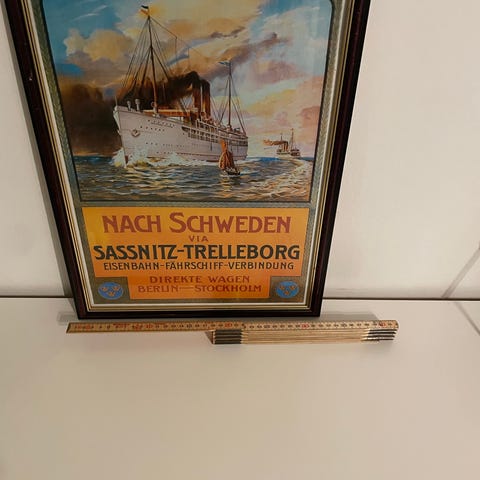 NACH SCHWEDEN
VIA
SASSNITZ-TRELLEBORG
EISENBAHN-FÄHRSCHIFF-VERBINDUNG
DIREKTE WAGEN
BERLIN—STOCKHOLM